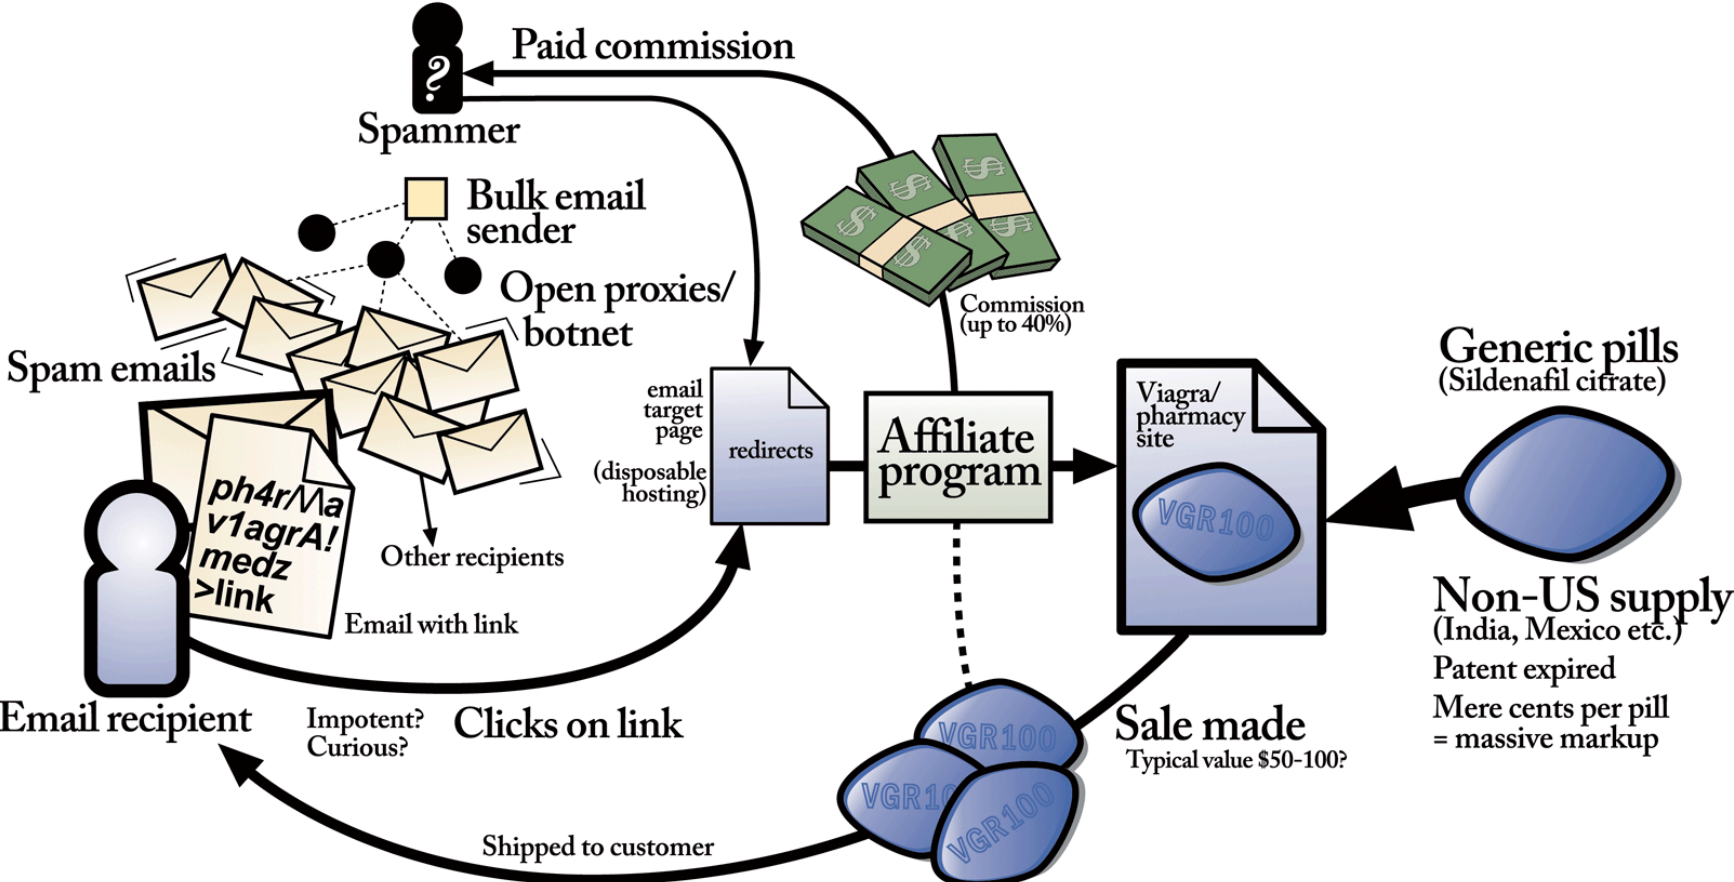 Paid commission
?
Spammer
Bulk email
sender
Open proxies/
botnet
Spam emails
$
$
$
$
$
$
Commission
(up to 40%)
email
target
page
(disposable
hosting)
redirects
Affiliate
program
Viagra/
pharmacy
site
VGR100
Generic pills
(Sildenafil citrate)
Non-US supply
(India, Mexico etc.)
Patent expired
Mere cents per pill
= massive markup
ph4r/\/\a
v1agrA!
medz
>link
Other recipients
Email with link
Email recipient
Impotent?
Curious?
Clicks on link
Sale made
Typical value $50-100?
VGR100
VGR10
VGR100
Shipped to customer